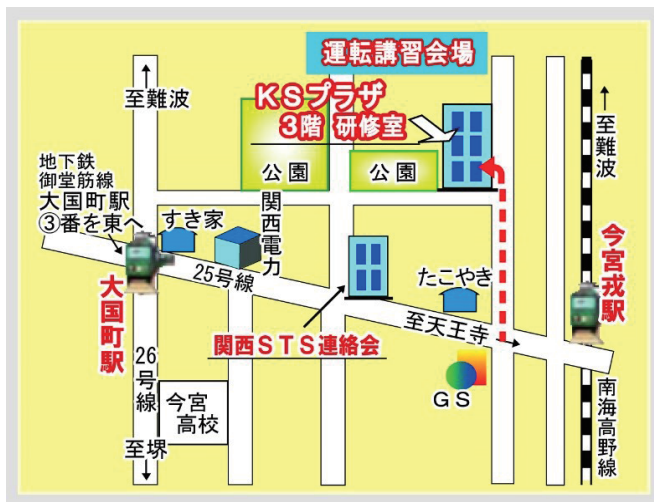 運転講習会場
KSプラザ
3階 研修室
至難波
公園
公園
至難波
地下鉄
御堂筋線
大国町駅
③番を東へ
すき家
関西電力
25号線
たこやき
今宮戎駅
大国町駅
至天王寺
関西STS連絡会
26号線
今宮
高校
GS
南海高野線
至堺